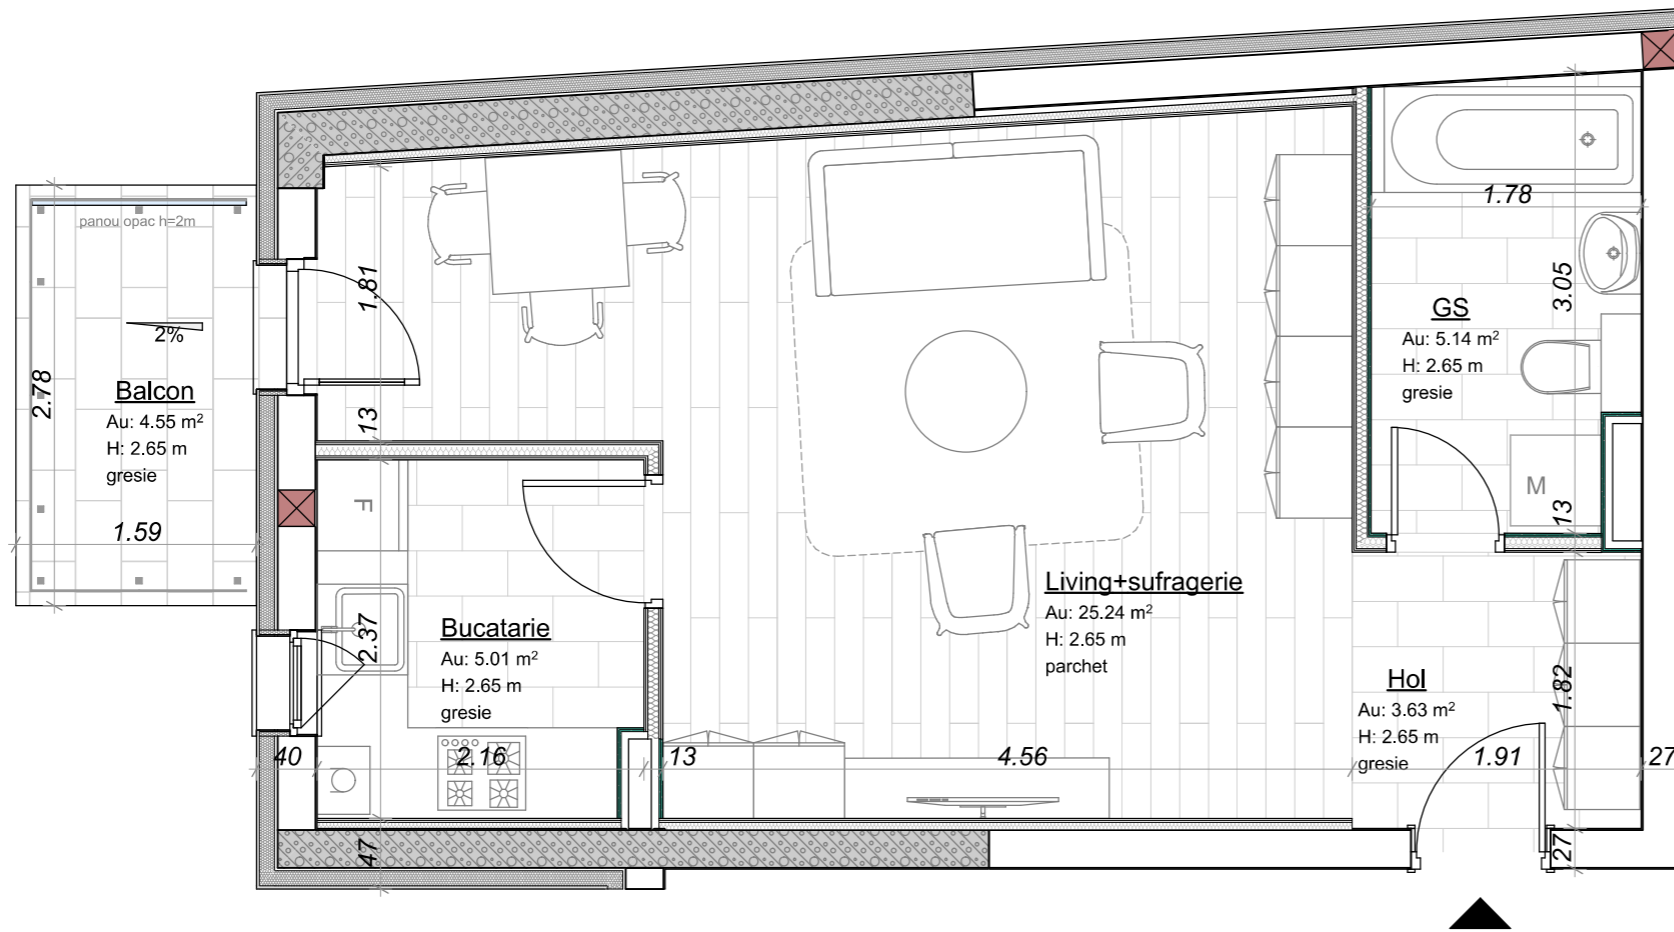 panou opac h=2m
2%
Balcon
Au: 4.55 m²
H: 2.65 m
gresie
2.78
1.59
1.81
13
F
2.37
Bucatarie
Au: 5.01 m²
H: 2.65 m
gresie
40
2.16
13
47
Living+sufragerie
Au: 25.24 m²
H: 2.65 m
parchet
4.56
1.78
3.05
GS
Au: 5.14 m²
H: 2.65 m
gresie
M
13
Hol
Au: 3.63 m²
H: 2.65 m
gresie
1.82
1.91
27
27